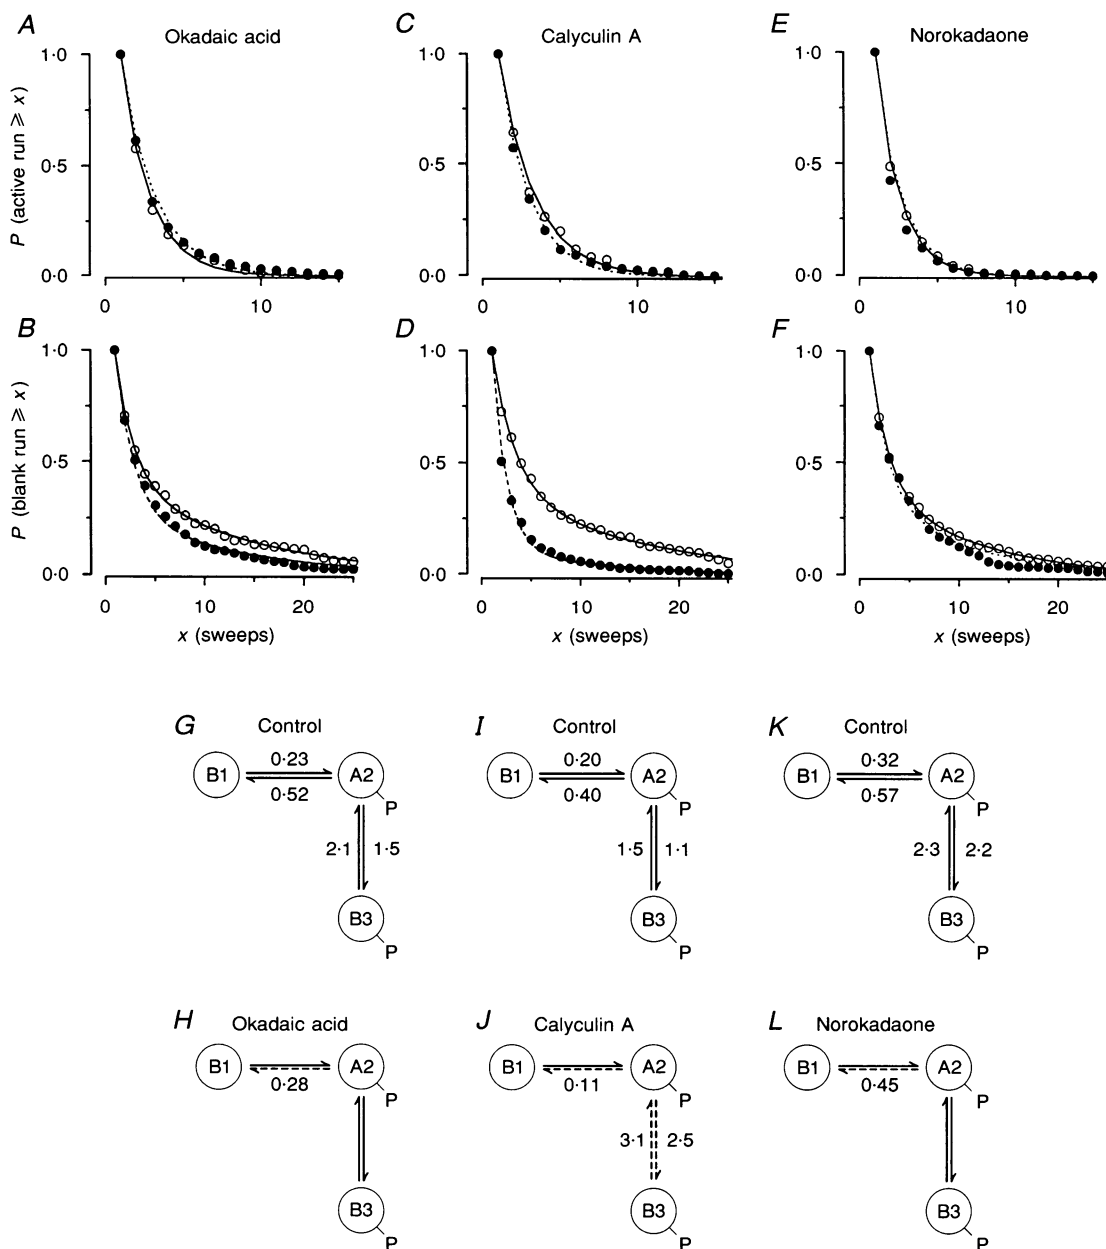 A
Okadaic acid
C
Calyculin A
E
Norokadaone
P (active run ⩾ x)
1·0
0·5
0·0
0
10
1·0
0·5
0·0
0
10
1·0
0·5
0·0
0
10
B
D
F
P (blank run ⩾ x)
1·0
0·5
0·0
0
10
20
x (sweeps)
1·0
0·5
0·0
0
10
20
x (sweeps)
1·0
0·5
0·0
0
10
20
x (sweeps)
G
Control
B1
0·23
0·52
A2
P
2·1
1·5
B3
P
I
Control
B1
0·20
0·40
A2
P
1·5
1·1
B3
P
K
Control
B1
0·32
0·57
A2
P
2·3
2·2
B3
P
H
Okadaic acid
B1
0·28
A2
P
B3
P
J
Calyculin A
B1
0·11
A2
P
3·1
2·5
B3
P
L
Norokadaone
B1
0·45
A2
P
B3
P